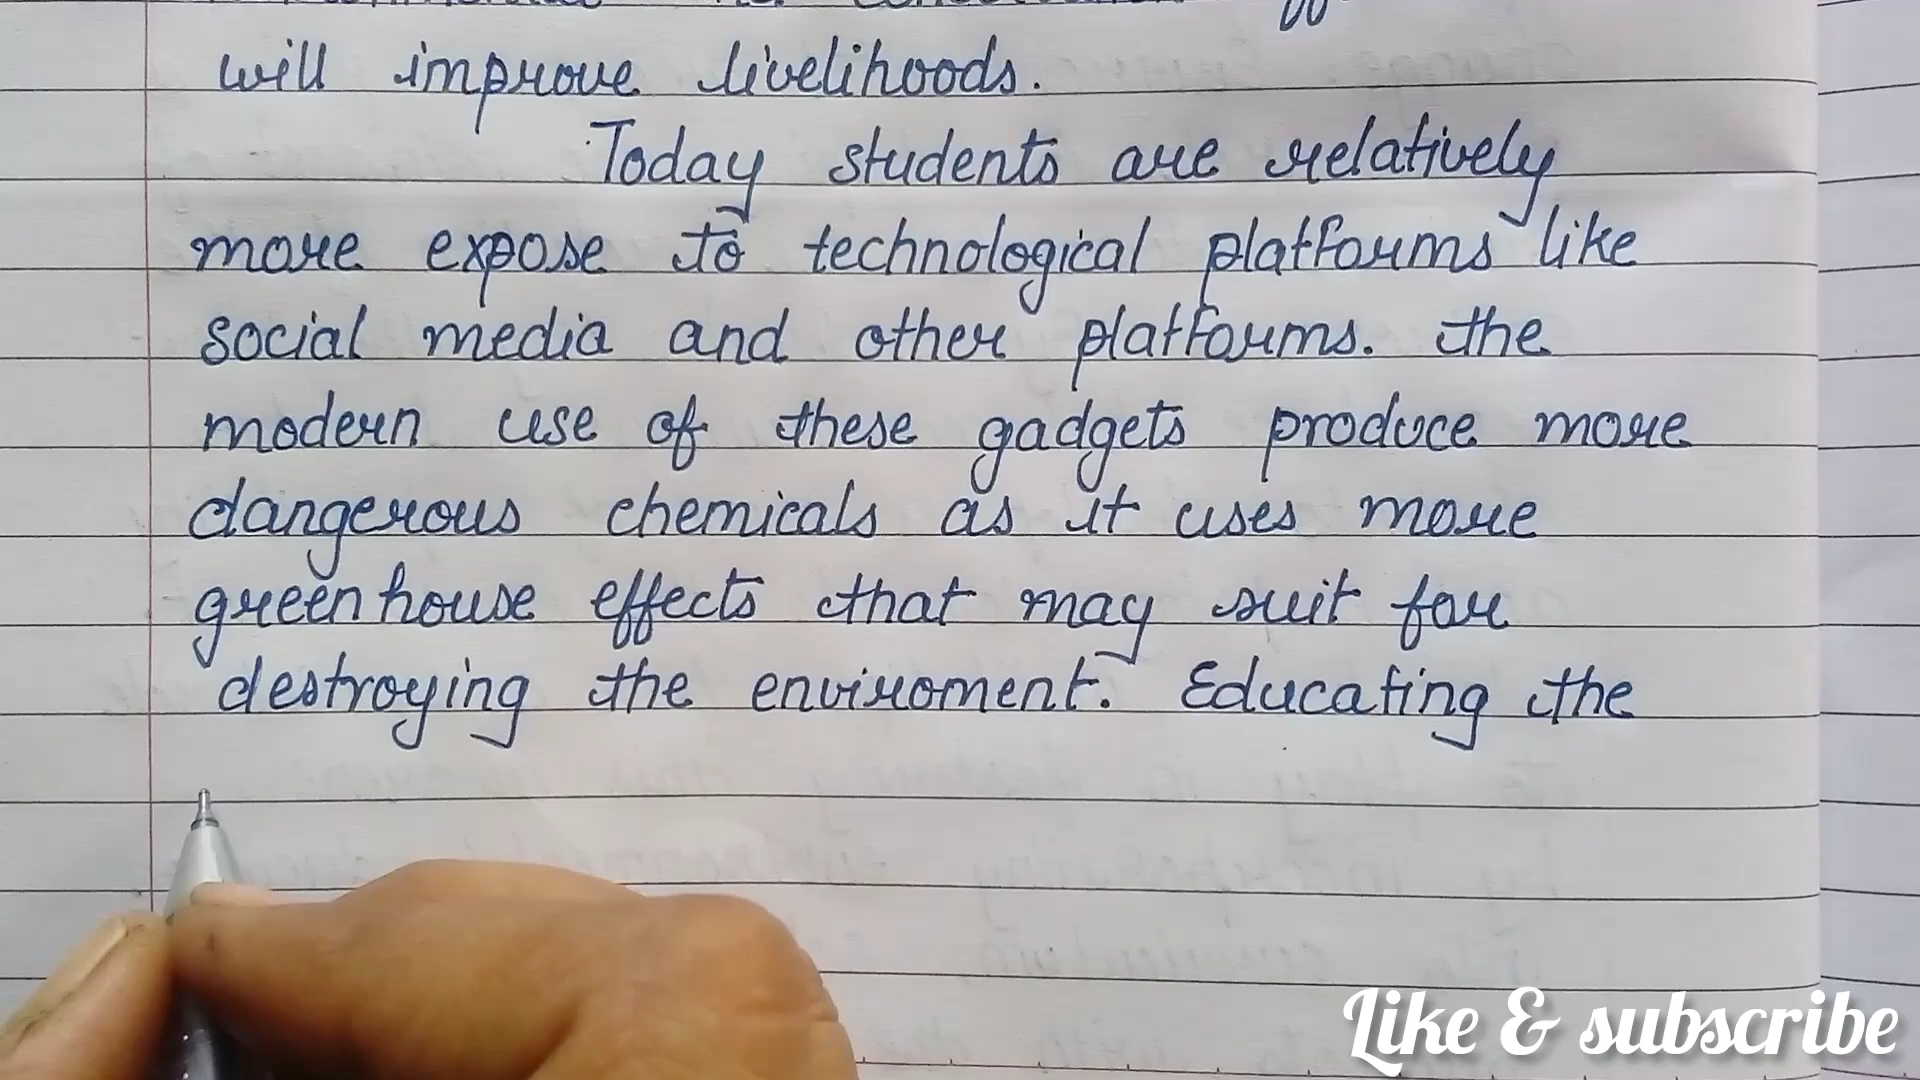 will improve livelihoods.
Today students are relatively
more expose to technological platforms like
social media and other platforms. the
modern use of these gadgets produce more
dangerous chemicals as it uses more
greenhouse effects that may suit for
destroying the enviroment. Educating the
Like & subscribe